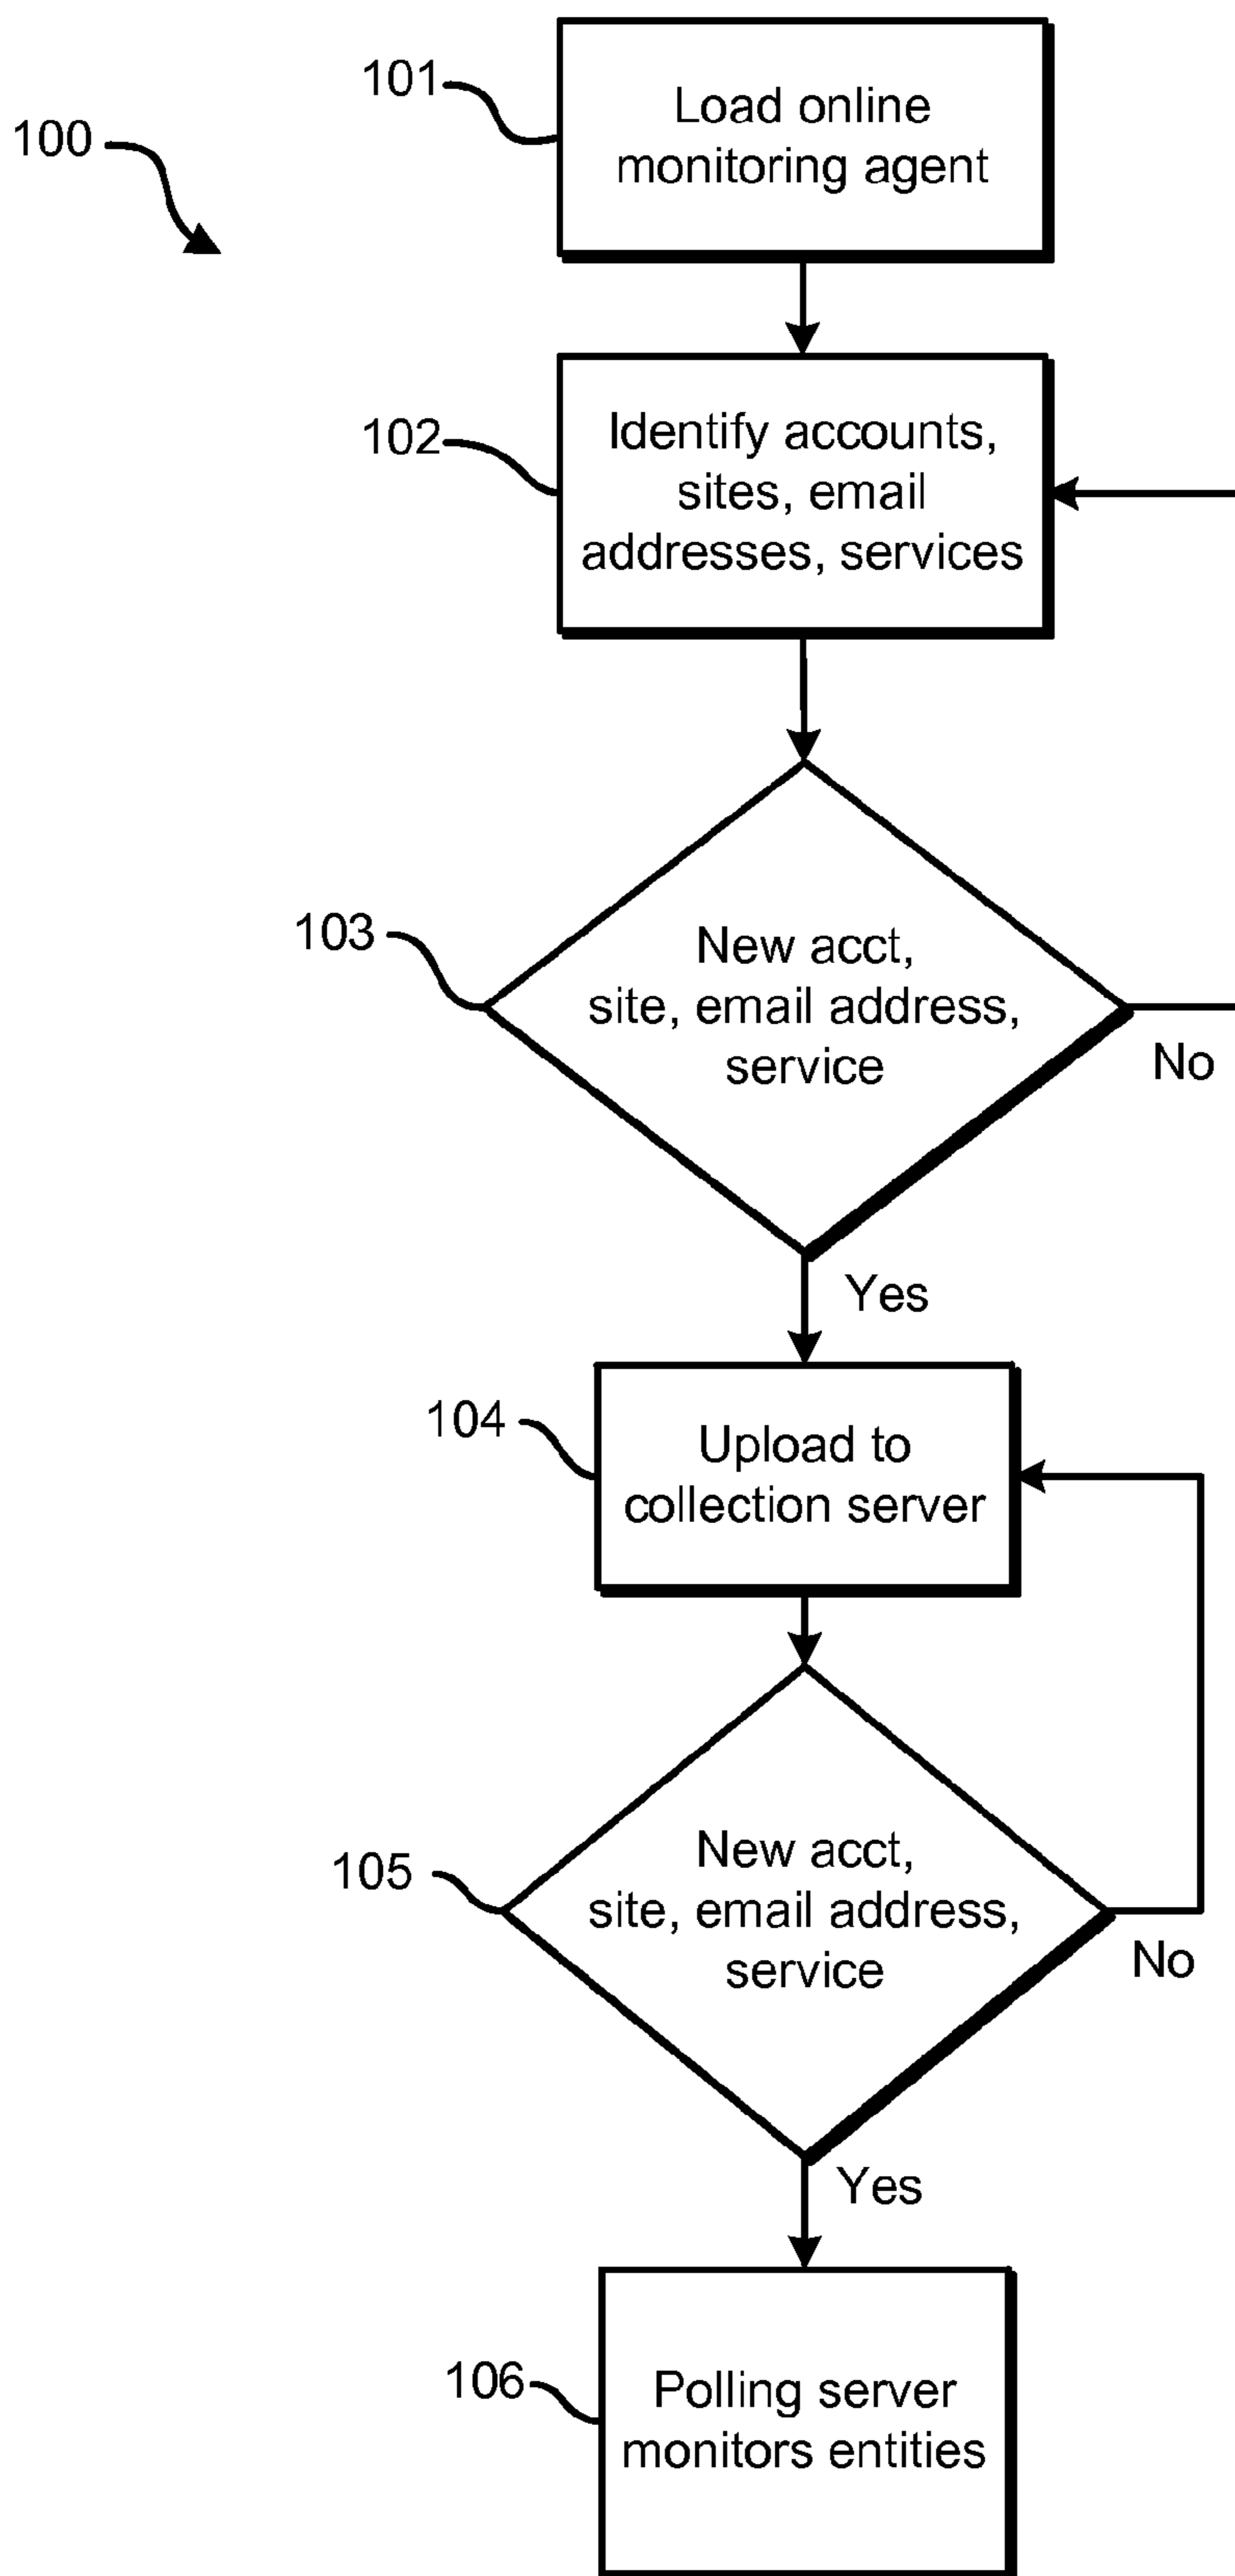 101
Load online
monitoring agent
100
102
Identify accounts,
sites, email
addresses, services
103
New acct,
site, email address,
service
No
Yes
104
Upload to
collection server
105
New acct,
site, email address,
service
No
Yes
106
Polling server
monitors entities